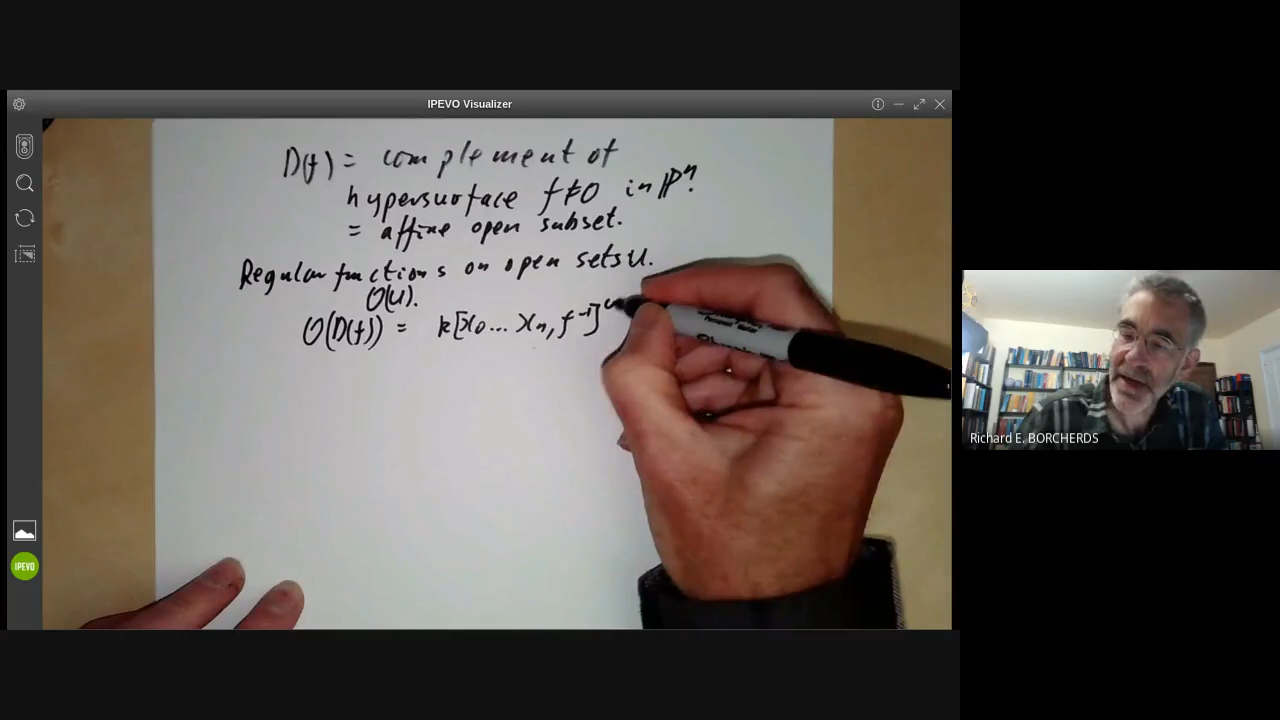 IPEVO Visualizer
D(f) = complement of
hypersurface f≠0 in ℙⁿ.
= affine open subset.
Regular functions on open sets U.
O(U).
O(D(f)) = k[x₀...xₙ, f⁻¹]
IPEVO
Richard E. BORCHERDS